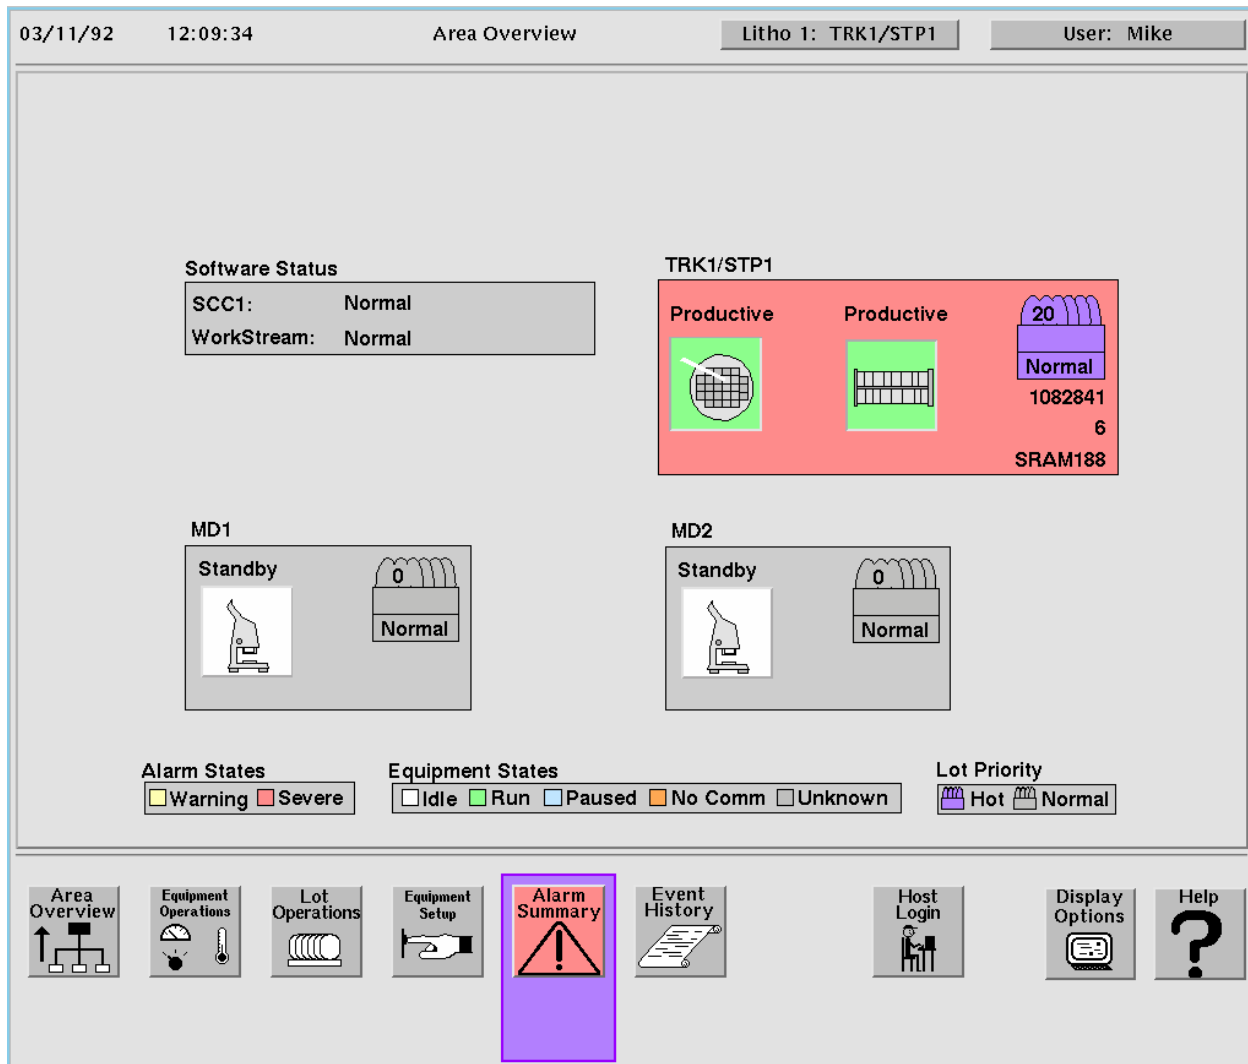 03/11/92 12:09:34 Area Overview Litho 1: TRK1/STP1 User: Mike
Software Status
SCC1: Normal
WorkStream: Normal
TRK1/STP1
Productive Productive 20
Normal
1082841
6
SRAM188
MD1
Standby 0
Normal
MD2
Standby 0
Normal
Alarm States
Warning Severe
Equipment States
Idle Run Paused No Comm Unknown
Lot Priority
Hot Normal
Area
Overview
Equipment
Operations
Lot
Operations
Equipment
Setup
Alarm
Summary
Event
History
Host
Login
Display
Options
Help